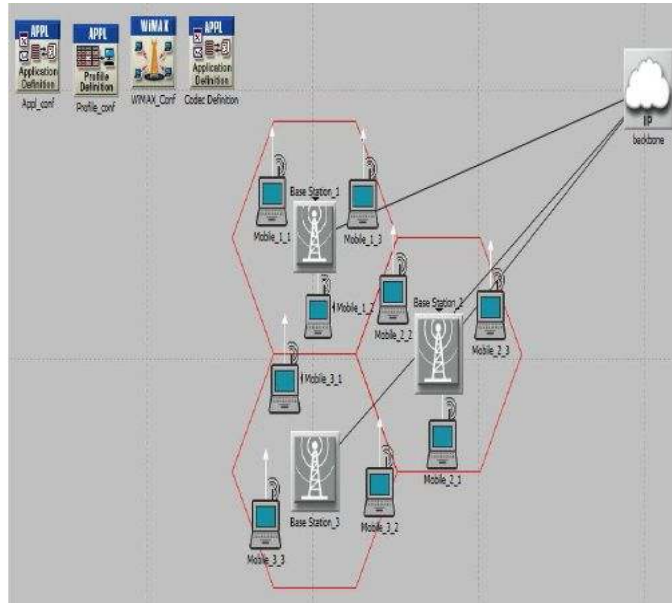 APPL
Application
Definition
Appl_conf
APPL
Profile
Definition
Profile_conf
WiMAX
WIMAX_Conf
APPL
Application
Definition
Codec Definition
IP
backbone
Base Station_1
Mobile_1_1
Mobile_1_3
Mobile_1_2
Base Station_2
Mobile_2_2
Mobile_2_3
Mobile_3_1
Mobile_2_1
Base Station_3
Mobile_3_2
Mobile_3_3